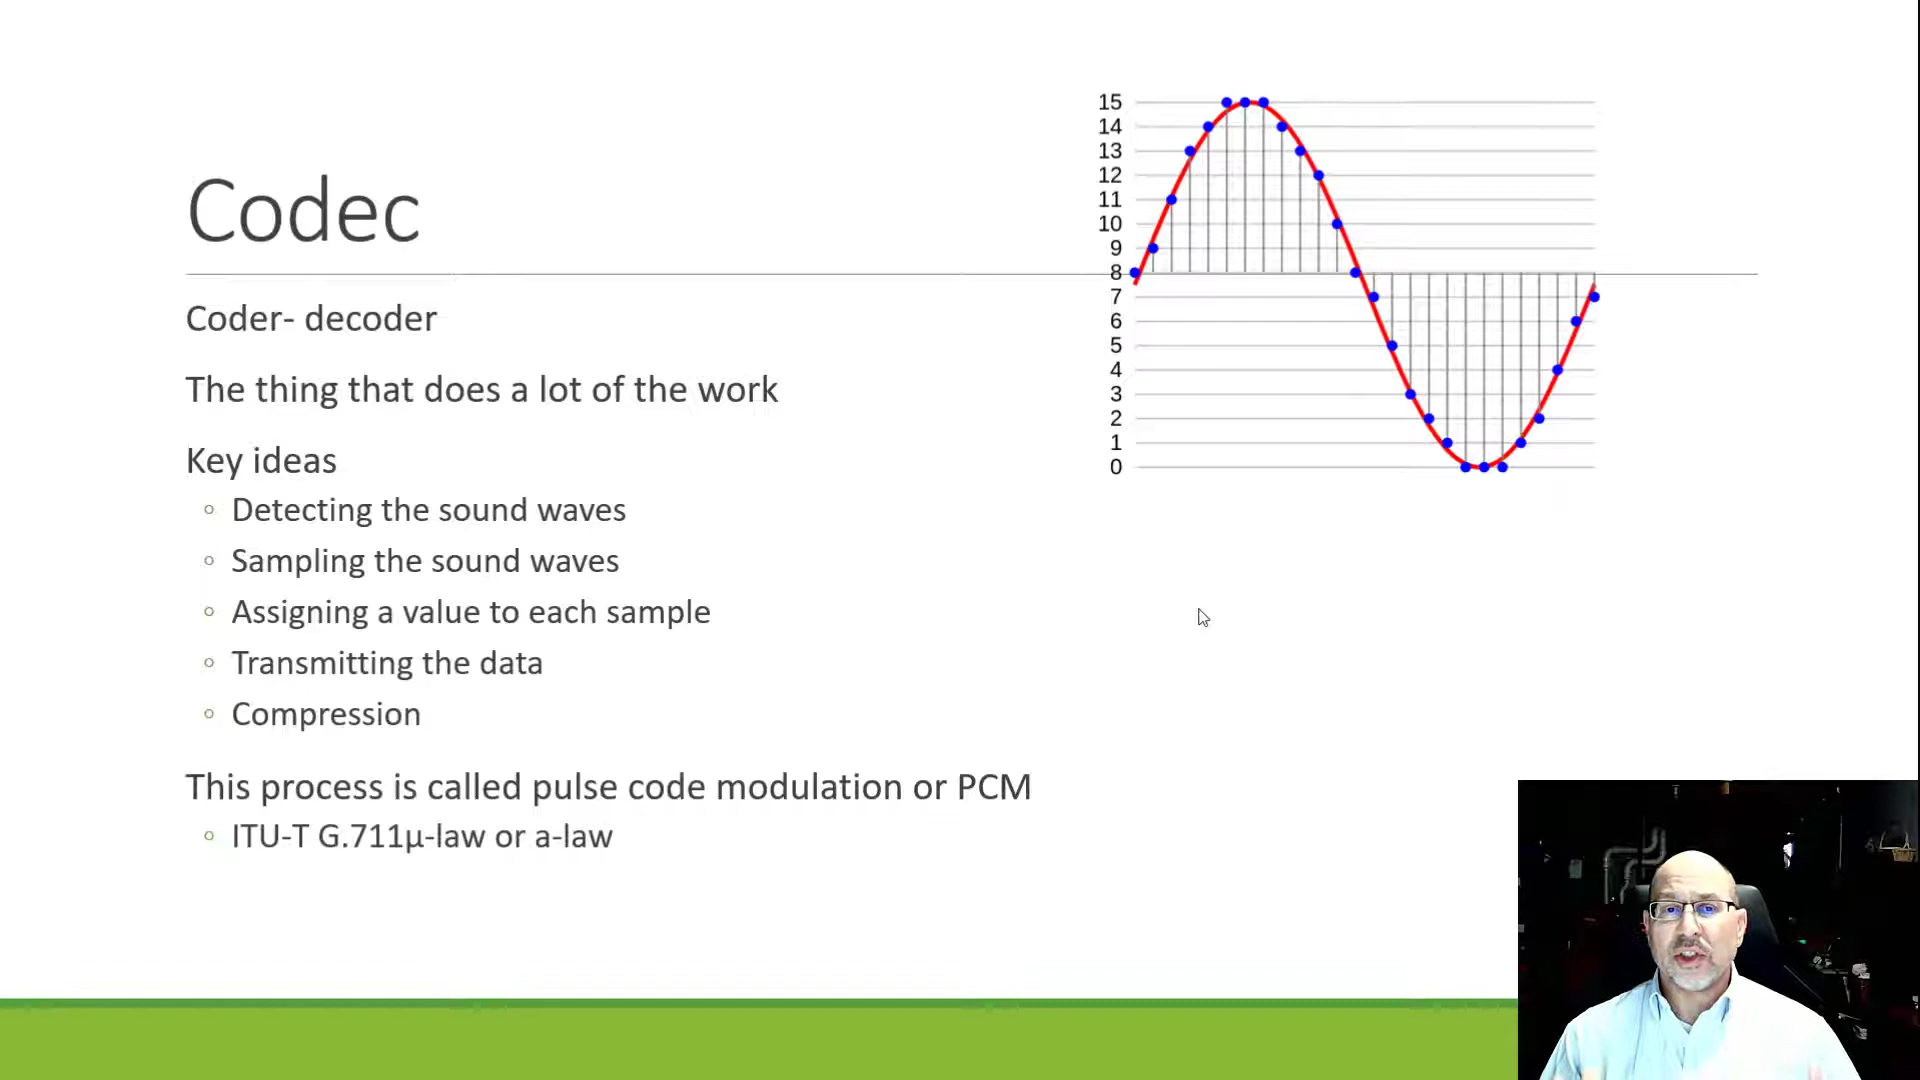 Codec
Coder- decoder
The thing that does a lot of the work
Key ideas
Detecting the sound waves
Sampling the sound waves
Assigning a value to each sample
Transmitting the data
Compression
This process is called pulse code modulation or PCM
ITU-T G.711µ-law or a-law
15
14
13
12
11
10
9
8
7
6
5
4
3
2
1
0